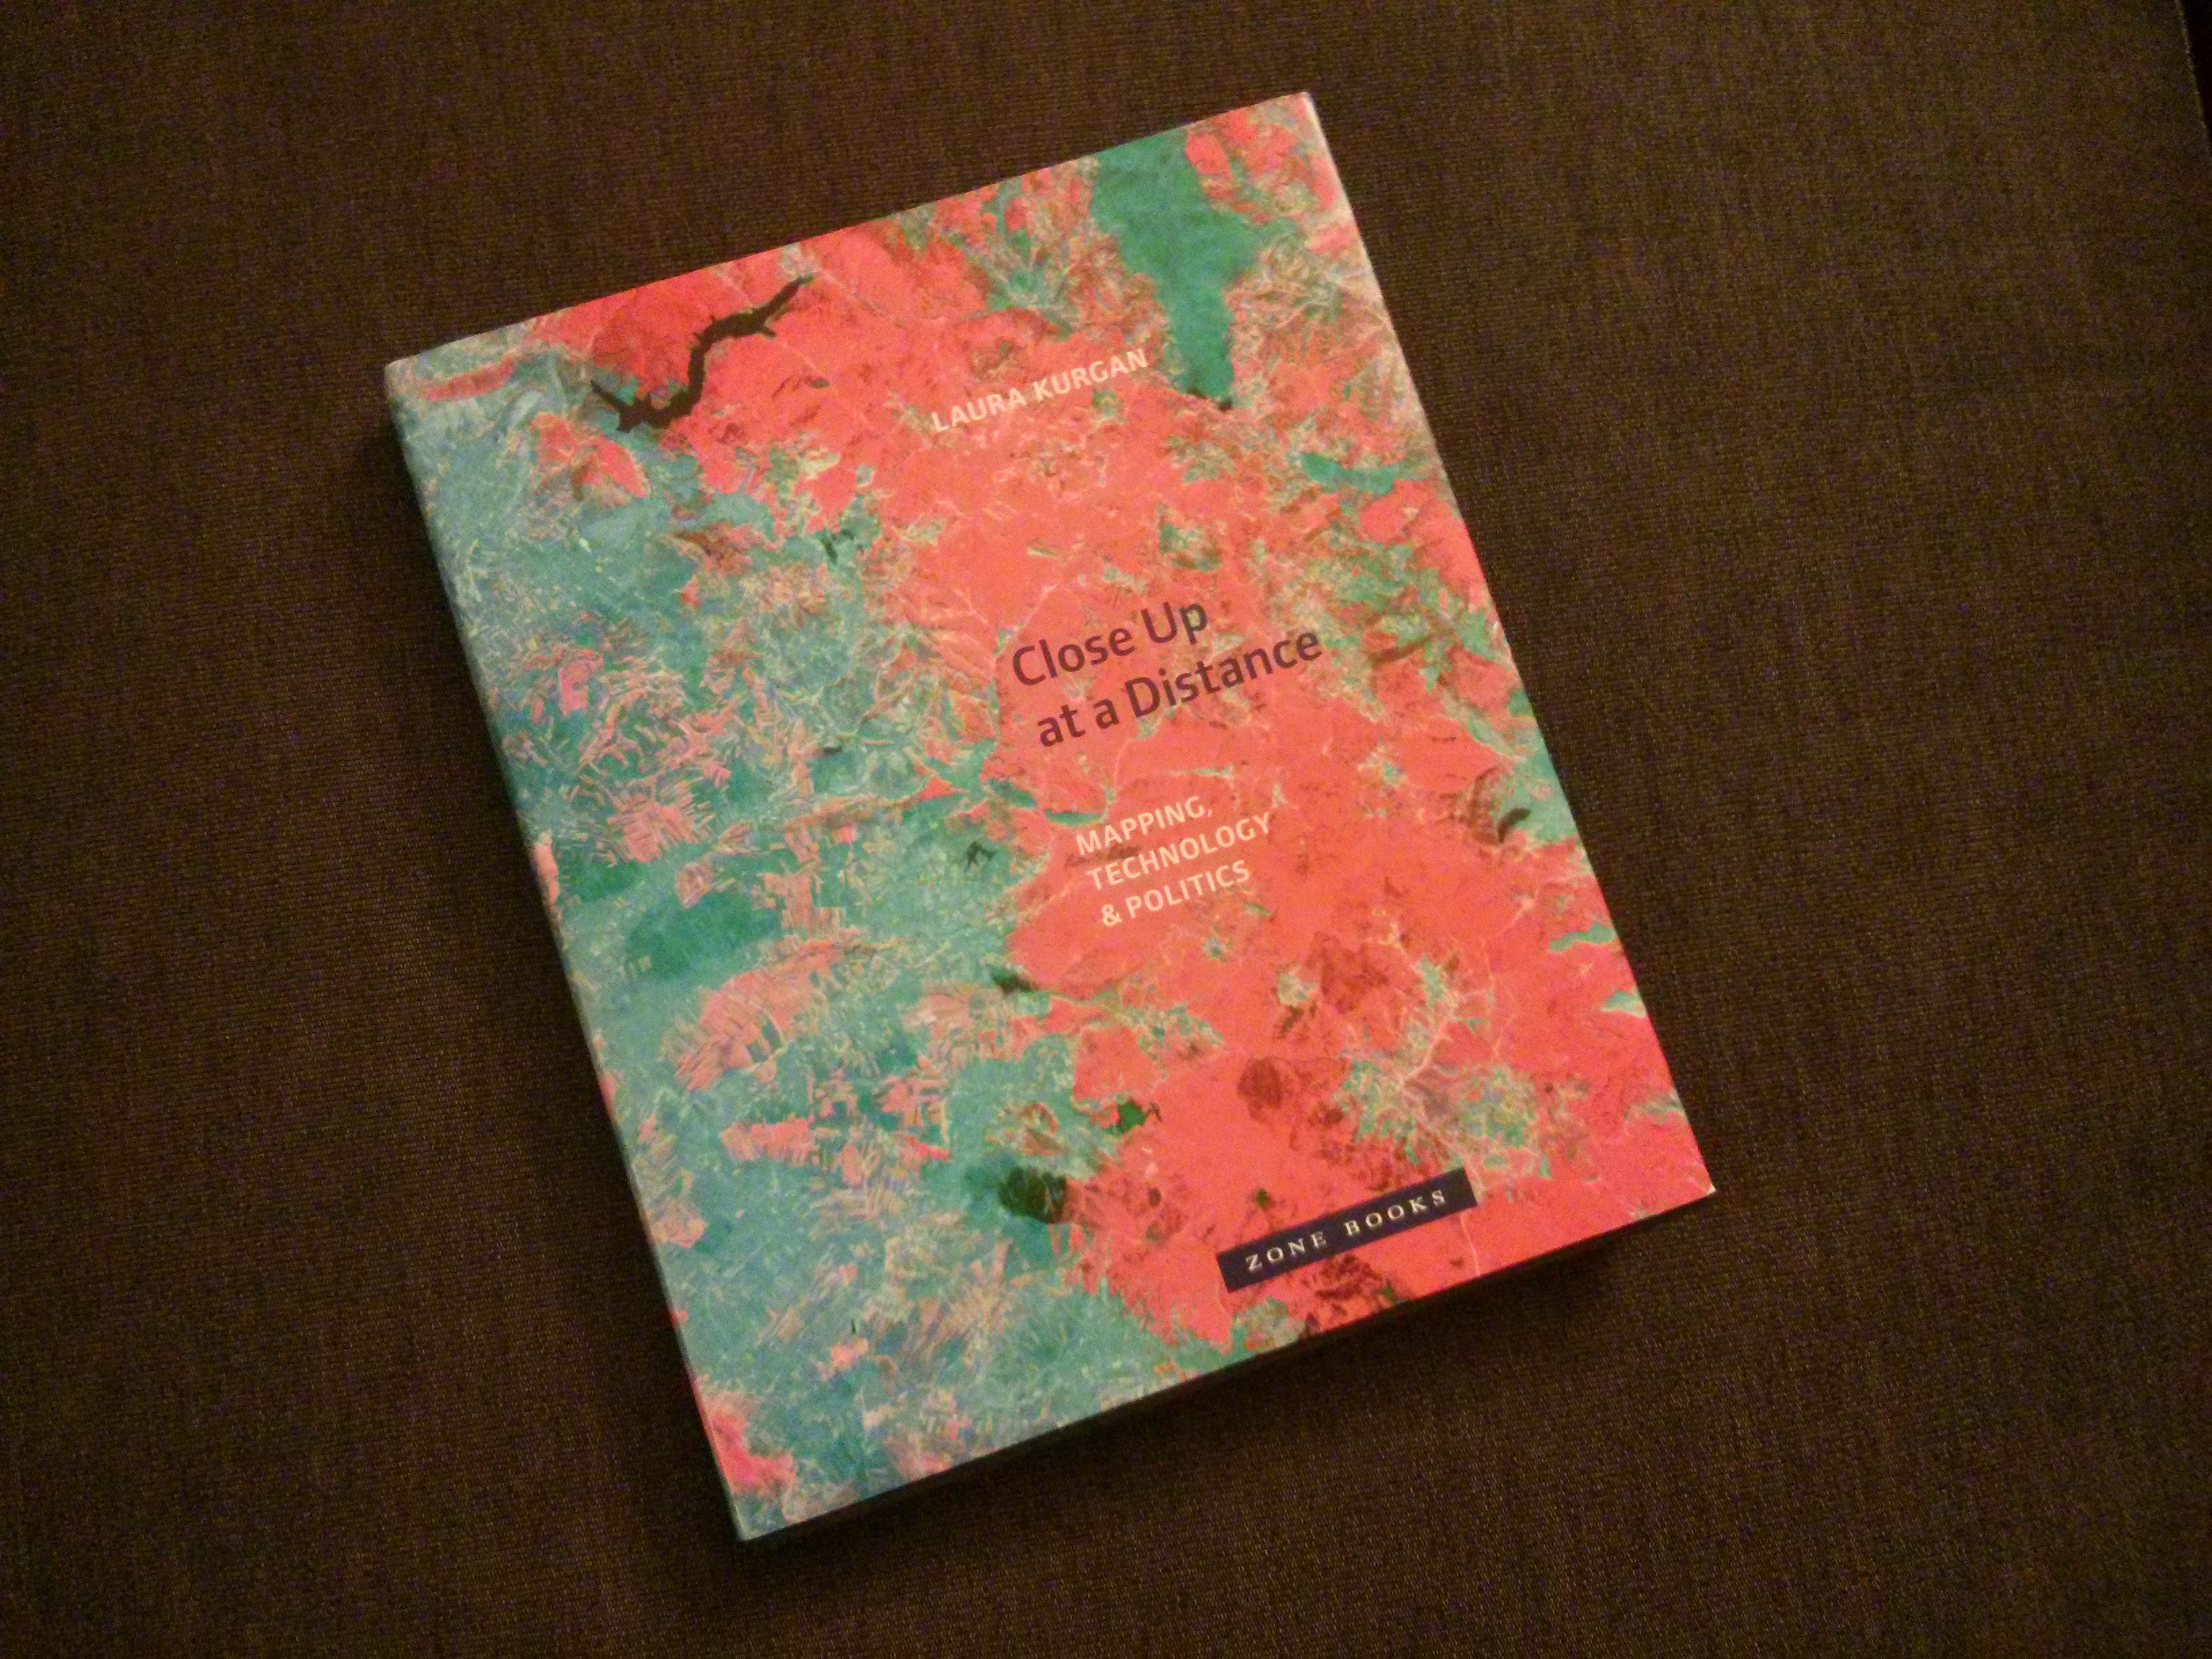 LAURA KURGAN
Close Up
at a Distance
MAPPING,
TECHNOLOGY
& POLITICS
ZONE BOOKS